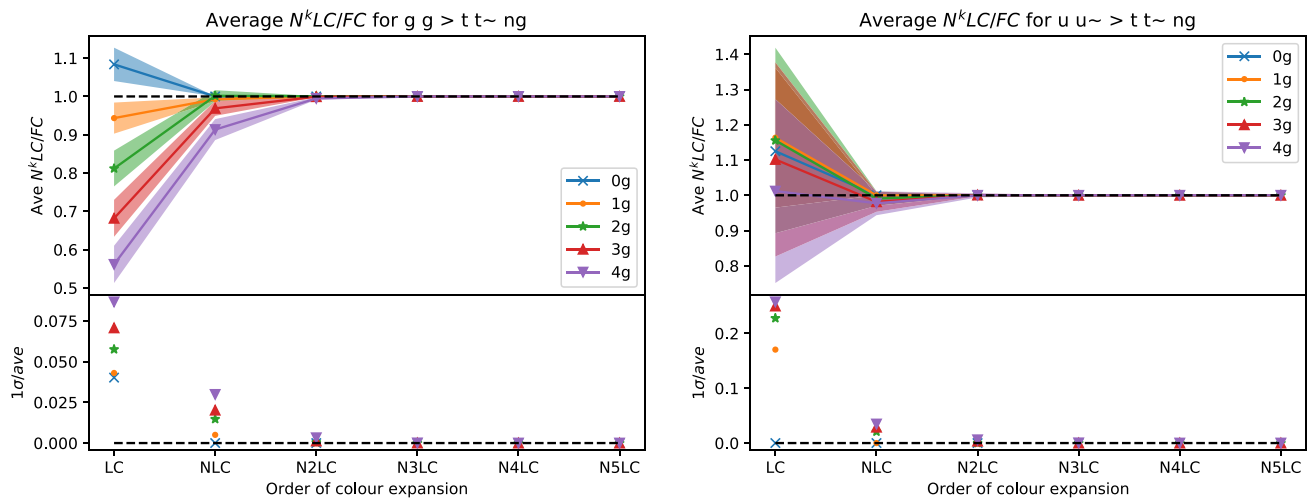 Average N^kLC/FC for g g > t t~ ng
Ave N^kLC/FC
1.1
1.0
0.9
0.8
0.7
0.6
0.5
0g
1g
2g
3g
4g
1σ/ave
0.075
0.050
0.025
0.000
LC NLC N2LC N3LC N4LC N5LC
Order of colour expansion
Average N^kLC/FC for u u~ > t t~ ng
Ave N^kLC/FC
1.4
1.3
1.2
1.1
1.0
0.9
0.8
0g
1g
2g
3g
4g
1σ/ave
0.2
0.1
0.0
LC NLC N2LC N3LC N4LC N5LC
Order of colour expansion